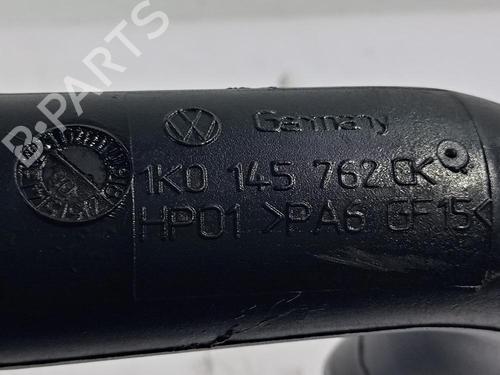 Germany
1K0 145 762 CK
HP01 >PA6 GF15<
B-PARTS